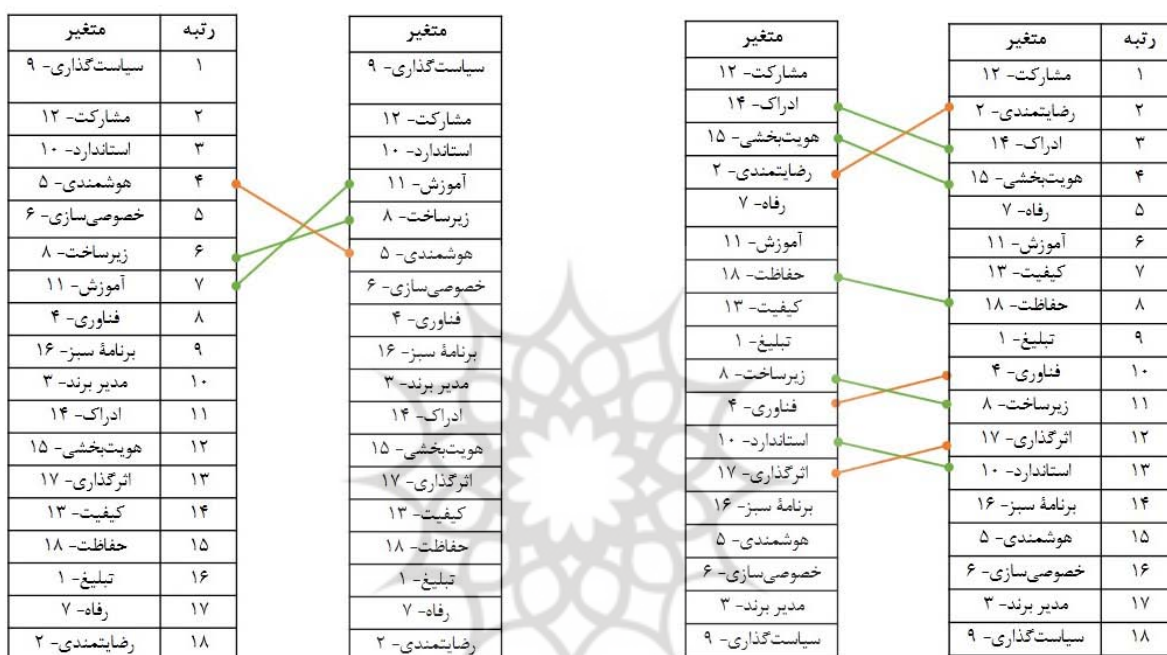 رتبه متغیر
۱ مشارکت- ۱۲
۲ رضایتمندی- ۲
۳ ادراک- ۱۴
۴ هویت‌بخشی- ۱۵
۵ رفاه- ۷
۶ آموزش- ۱۱
۷ کیفیت- ۱۳
۸ حفاظت- ۱۸
۹ تبلیغ- ۱
۱۰ فناوری- ۴
۱۱ زیرساخت- ۸
۱۲ اثرگذاری- ۱۷
۱۳ استاندارد- ۱۰
۱۴ برنامهٔ سبز- ۱۶
۱۵ هوشمندی- ۵
۱۶ خصوصی‌سازی- ۶
۱۷ مدیر برند- ۳
۱۸ سیاست‌گذاری- ۹
متغیر
مشارکت- ۱۲
ادراک- ۱۴
هویت‌بخشی- ۱۵
رضایتمندی- ۲
رفاه- ۷
آموزش- ۱۱
حفاظت- ۱۸
کیفیت- ۱۳
تبلیغ- ۱
زیرساخت- ۸
فناوری- ۴
استاندارد- ۱۰
اثرگذاری- ۱۷
برنامهٔ سبز- ۱۶
هوشمندی- ۵
خصوصی‌سازی- ۶
مدیر برند- ۳
سیاست‌گذاری- ۹
متغیر
سیاست‌گذاری- ۹
مشارکت- ۱۲
استاندارد- ۱۰
آموزش- ۱۱
زیرساخت- ۸
هوشمندی- ۵
خصوصی‌سازی- ۶
فناوری- ۴
برنامهٔ سبز- ۱۶
مدیر برند- ۳
ادراک- ۱۴
هویت‌بخشی- ۱۵
اثرگذاری- ۱۷
کیفیت- ۱۳
حفاظت- ۱۸
تبلیغ- ۱
رفاه- ۷
رضایتمندی- ۲
رتبه متغیر
۱ سیاست‌گذاری- ۹
۲ مشارکت- ۱۲
۳ استاندارد- ۱۰
۴ هوشمندی- ۵
۵ خصوصی‌سازی- ۶
۶ زیرساخت- ۸
۷ آموزش- ۱۱
۸ فناوری- ۴
۹ برنامهٔ سبز- ۱۶
۱۰ مدیر برند- ۳
۱۱ ادراک- ۱۴
۱۲ هویت‌بخشی- ۱۵
۱۳ اثرگذاری- ۱۷
۱۴ کیفیت- ۱۳
۱۵ حفاظت- ۱۸
۱۶ تبلیغ- ۱
۱۷ رفاه- ۷
۱۸ رضایتمندی- ۲